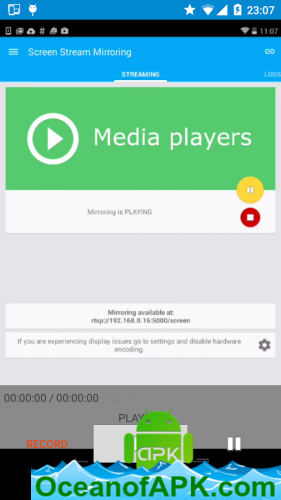 23:07
11:07
Screen Stream Mirroring
STREAMING
LOGS
Media players
Mirroring is PLAYING
Mirroring available at:
rtsp://192.168.0.16:5000/screen
If you are experiencing display issues go to settings and disable hardware
encoding.
00:00:00 / 00:00:00
RECORD
APK
OceanofAPK.com